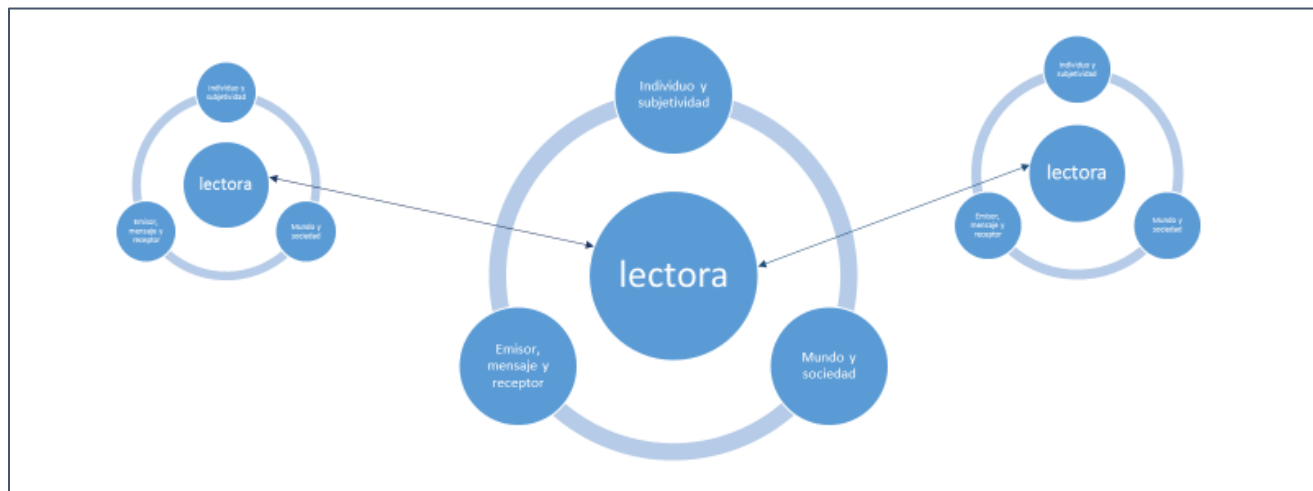 Individuo y
subjetividad
lectora
Emisor,
mensaje y
receptor
Mundo y
sociedad
Individuo y
subjetividad
lectora
Emisor,
mensaje y
receptor
Mundo y
sociedad
Individuo y
subjetividad
lectora
Emisor,
mensaje y
receptor
Mundo y
sociedad